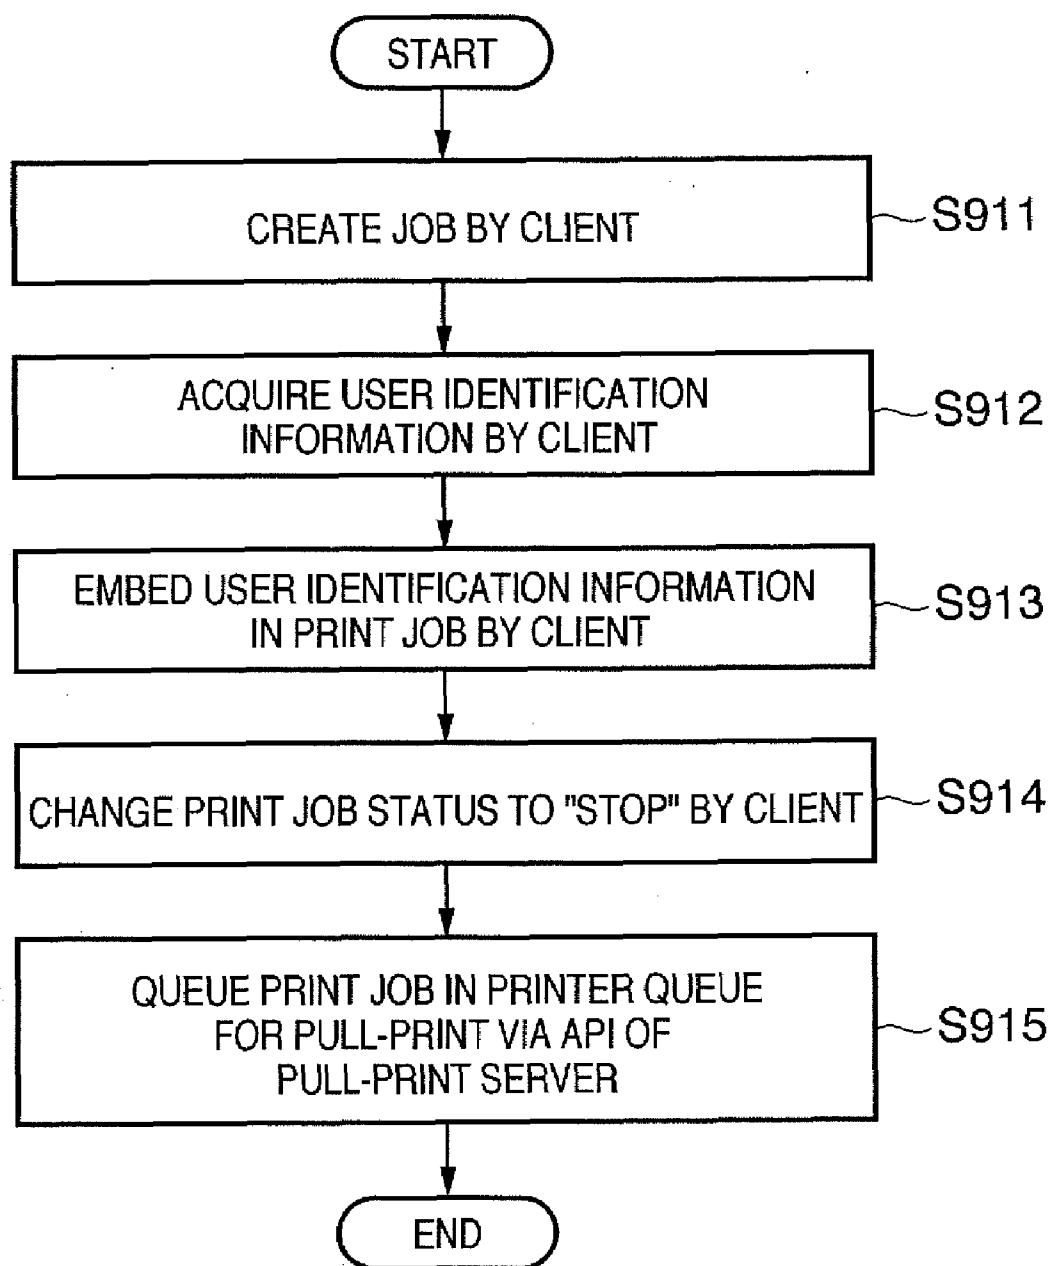 START
CREATE JOB BY CLIENT
S911
ACQUIRE USER IDENTIFICATION
INFORMATION BY CLIENT
S912
EMBED USER IDENTIFICATION INFORMATION
IN PRINT JOB BY CLIENT
S913
CHANGE PRINT JOB STATUS TO "STOP" BY CLIENT
S914
QUEUE PRINT JOB IN PRINTER QUEUE
FOR PULL-PRINT VIA API OF
PULL-PRINT SERVER
S915
END